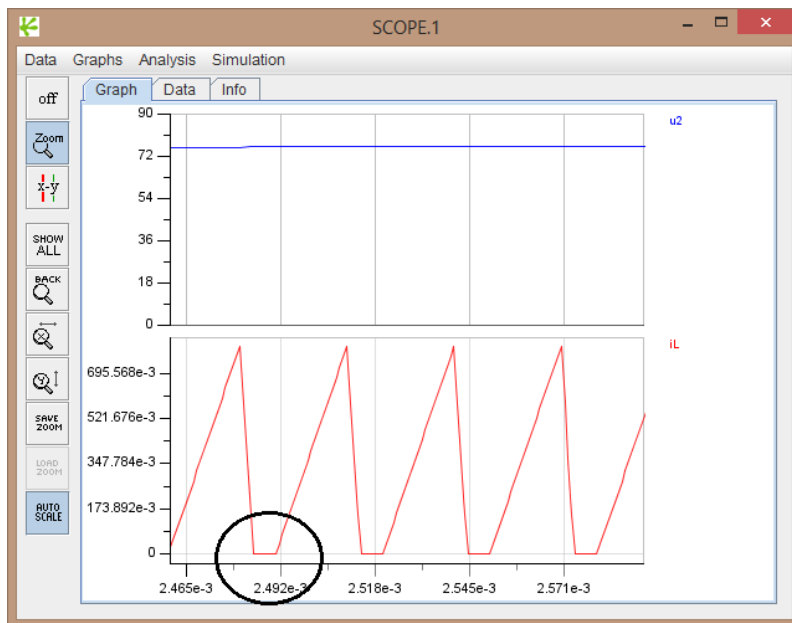 SCOPE.1
Data Graphs Analysis Simulation
Graph Data Info
off
Zoom
x-y
SHOW
ALL
BACK
X
Y
SAVE
ZOOM
LOAD
ZOOM
AUTO
SCALE
90
72
54
36
18
0
u2
695.568e-3
521.676e-3
347.784e-3
173.892e-3
0
iL
2.465e-3 2.492e-3 2.518e-3 2.545e-3 2.571e-3